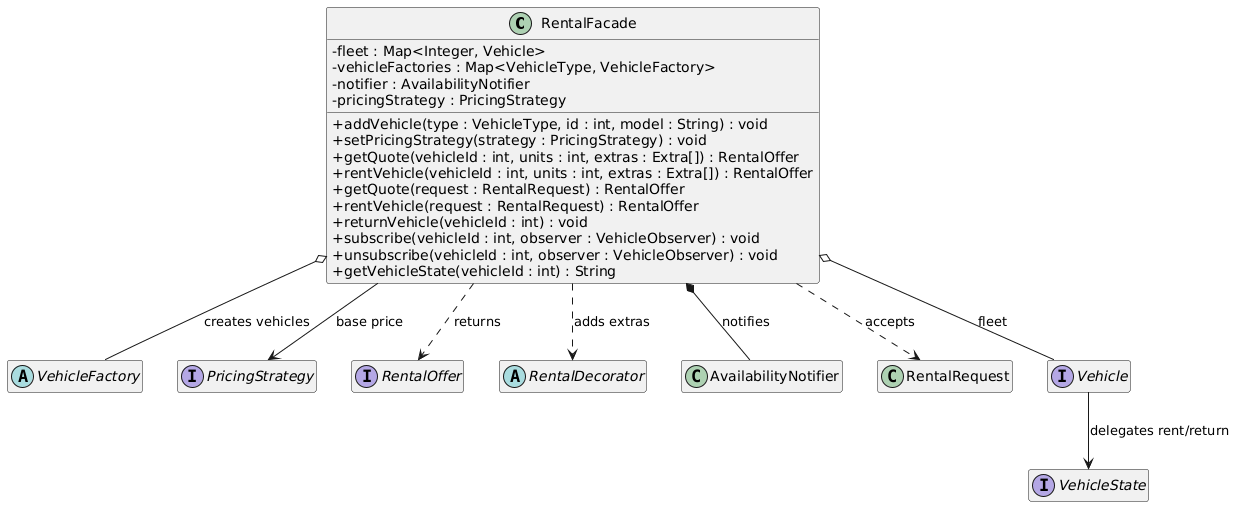 C RentalFacade
-fleet : Map<Integer, Vehicle>
-vehicleFactories : Map<VehicleType, VehicleFactory>
-notifier : AvailabilityNotifier
-pricingStrategy : PricingStrategy
+addVehicle(type : VehicleType, id : int, model : String) : void
+setPricingStrategy(strategy : PricingStrategy) : void
+getQuote(vehicleId : int, units : int, extras : Extra[]) : RentalOffer
+rentVehicle(vehicleId : int, units : int, extras : Extra[]) : RentalOffer
+getQuote(request : RentalRequest) : RentalOffer
+rentVehicle(request : RentalRequest) : RentalOffer
+returnVehicle(vehicleId : int) : void
+subscribe(vehicleId : int, observer : VehicleObserver) : void
+unsubscribe(vehicleId : int, observer : VehicleObserver) : void
+getVehicleState(vehicleId : int) : String
creates vehicles
base price
returns
adds extras
notifies
accepts
fleet
A VehicleFactory
I PricingStrategy
I RentalOffer
A RentalDecorator
C AvailabilityNotifier
C RentalRequest
I Vehicle
delegates rent/return
I VehicleState